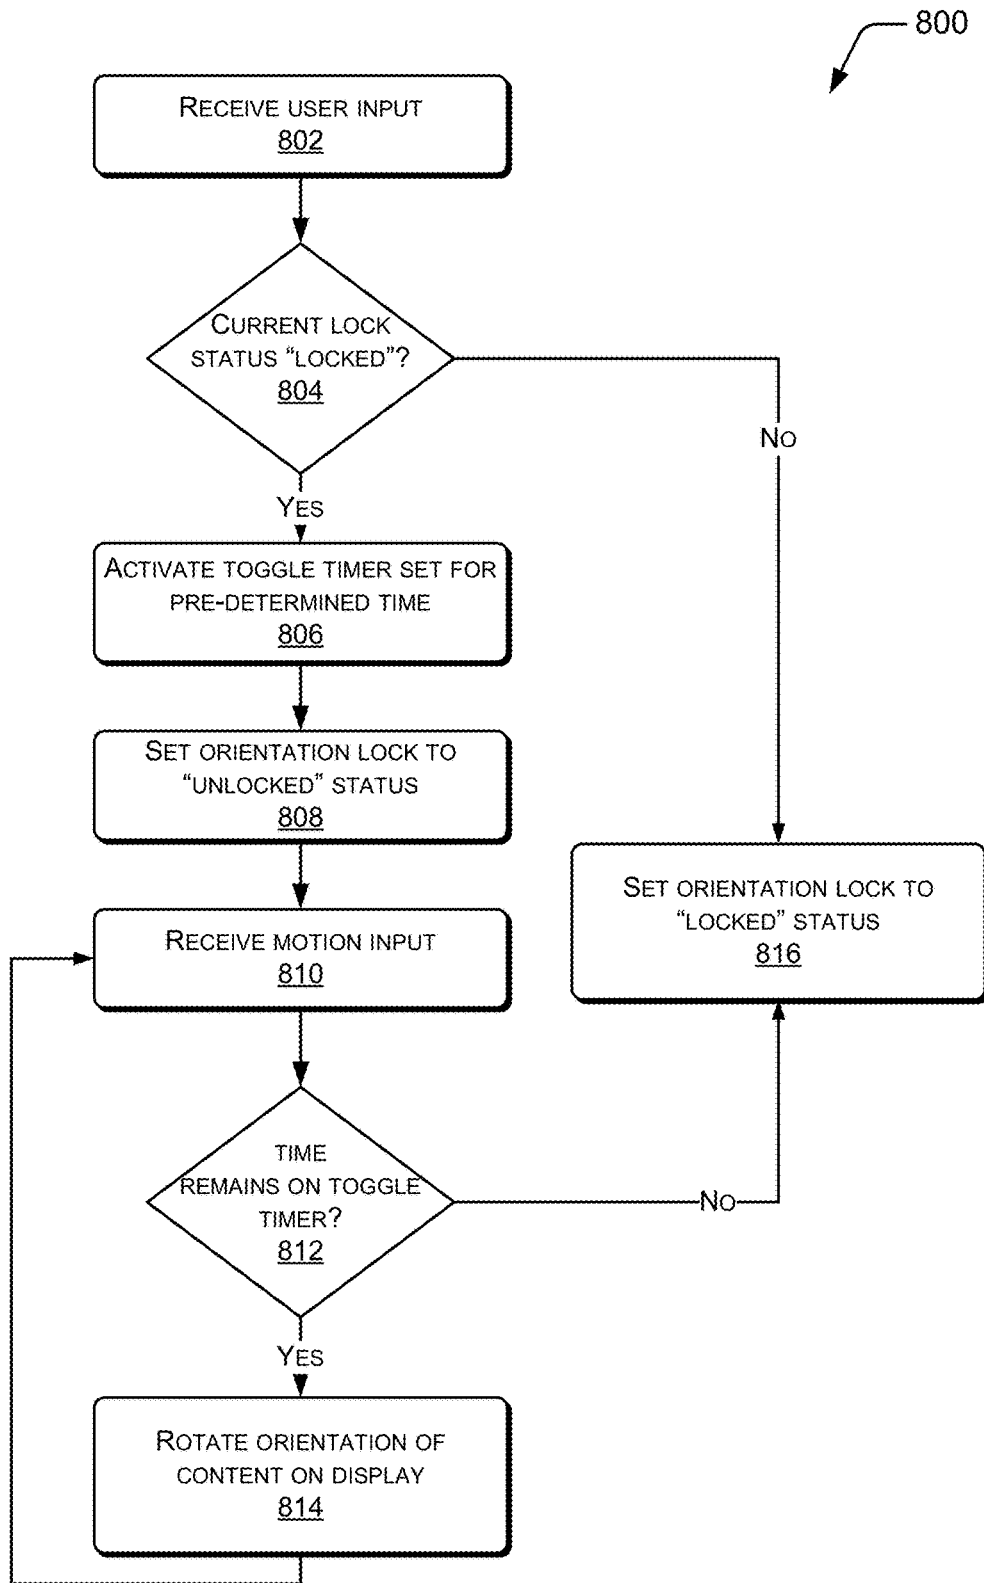 800
RECEIVE USER INPUT
802
CURRENT LOCK
STATUS “LOCKED”?
804
NO
YES
ACTIVATE TOGGLE TIMER SET FOR
PRE-DETERMINED TIME
806
SET ORIENTATION LOCK TO
“UNLOCKED” STATUS
808
SET ORIENTATION LOCK TO
“LOCKED” STATUS
816
RECEIVE MOTION INPUT
810
TIME
REMAINS ON TOGGLE
TIMER?
812
NO
YES
ROTATE ORIENTATION OF
CONTENT ON DISPLAY
814